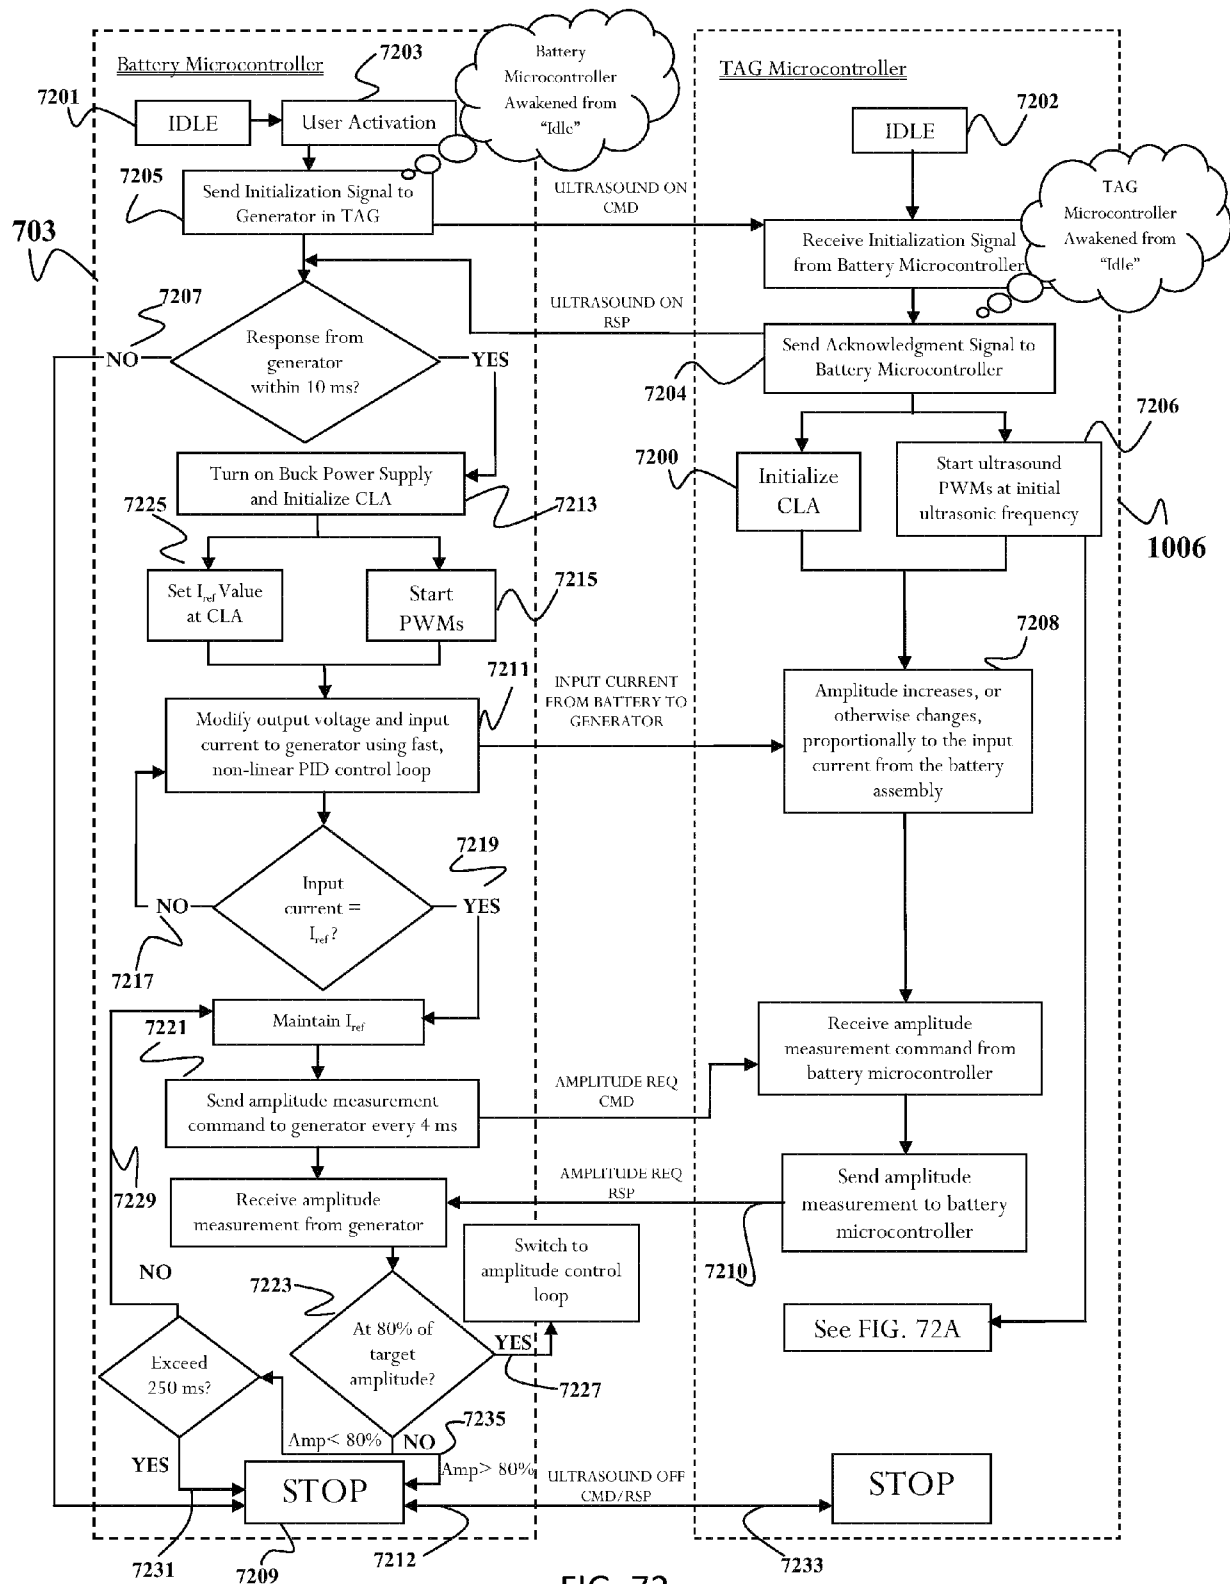 Battery Microcontroller
7203
Battery
Microcontroller
Awakened from
"Idle"
TAG Microcontroller
7201
IDLE
User Activation
7202
IDLE
7205
Send Initialization Signal to
Generator in TAG
ULTRASOUND ON
CMD
TAG
Microcontroller
Awakened from
"Idle"
703
Receive Initialization Signal
from Battery Microcontroller
7207
ULTRASOUND ON
RSP
NO
Response from
generator
within 10 ms?
YES
Send Acknowledgment Signal to
Battery Microcontroller
7204
7206
7200
Turn on Buck Power Supply
and Initialize CLA
Initialize
CLA
Start ultrasound
PWMs at initial
ultrasonic frequency
7225
7213
1006
Set Iref Value
at CLA
Start
PWMs
7215
7208
7211
INPUT CURRENT
FROM BATTERY TO
GENERATOR
Modify output voltage and input
current to generator using fast,
non-linear PID control loop
Amplitude increases, or
otherwise changes,
proportionally to the input
current from the battery
assembly
7219
Input
current =
Iref?
NO
YES
7217
Maintain Iref
7221
Receive amplitude
measurement command from
battery microcontroller
Send amplitude measurement
command to generator every 4 ms
AMPLITUDE REQ
CMD
7229
Receive amplitude
measurement from generator
AMPLITUDE REQ
RSP
Send amplitude
measurement to battery
microcontroller
Switch to
amplitude control
loop
7210
NO
7223
At 80% of
target
amplitude?
YES
See FIG. 72A
Exceed
250 ms?
7227
7235
Amp< 80%
NO
YES
Amp> 80%
STOP
ULTRASOUND OFF
CMD/RSP
STOP
7231
7209
7212
7233
FIG. 72